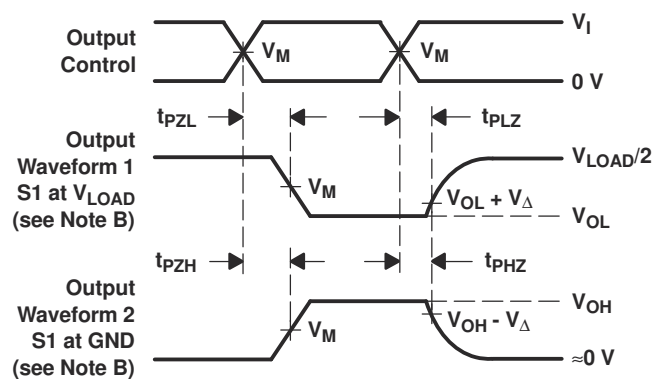 Output
Control
V_M
V_M
V_I
0 V
t_PZL
t_PLZ
Output
Waveform 1
S1 at V_LOAD
(see Note B)
V_M
V_LOAD/2
V_OL + V_Δ
V_OL
t_PZH
t_PHZ
Output
Waveform 2
S1 at GND
(see Note B)
V_M
V_OH
V_OH - V_Δ
≈0 V